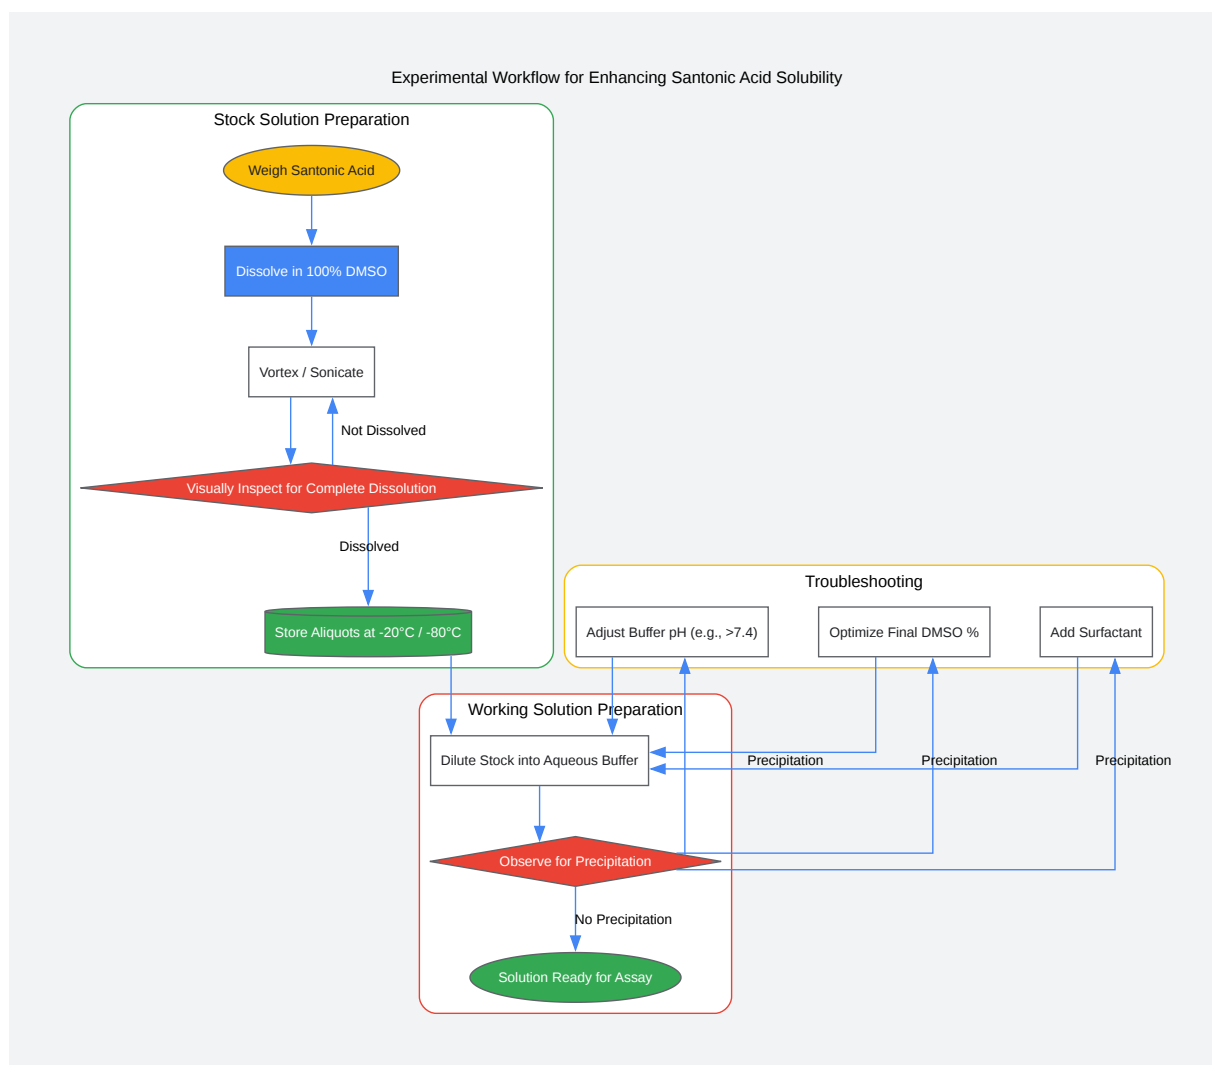 Experimental Workflow for Enhancing Santonic Acid Solubility
Stock Solution Preparation
Weigh Santonic Acid
Dissolve in 100% DMSO
Vortex / Sonicate
Not Dissolved
Visually Inspect for Complete Dissolution
Dissolved
Store Aliquots at -20°C / -80°C
Troubleshooting
Adjust Buffer pH (e.g., >7.4)
Optimize Final DMSO %
Add Surfactant
Working Solution Preparation
Dilute Stock into Aqueous Buffer
Precipitation
Precipitation
Precipitation
Observe for Precipitation
No Precipitation
Solution Ready for Assay